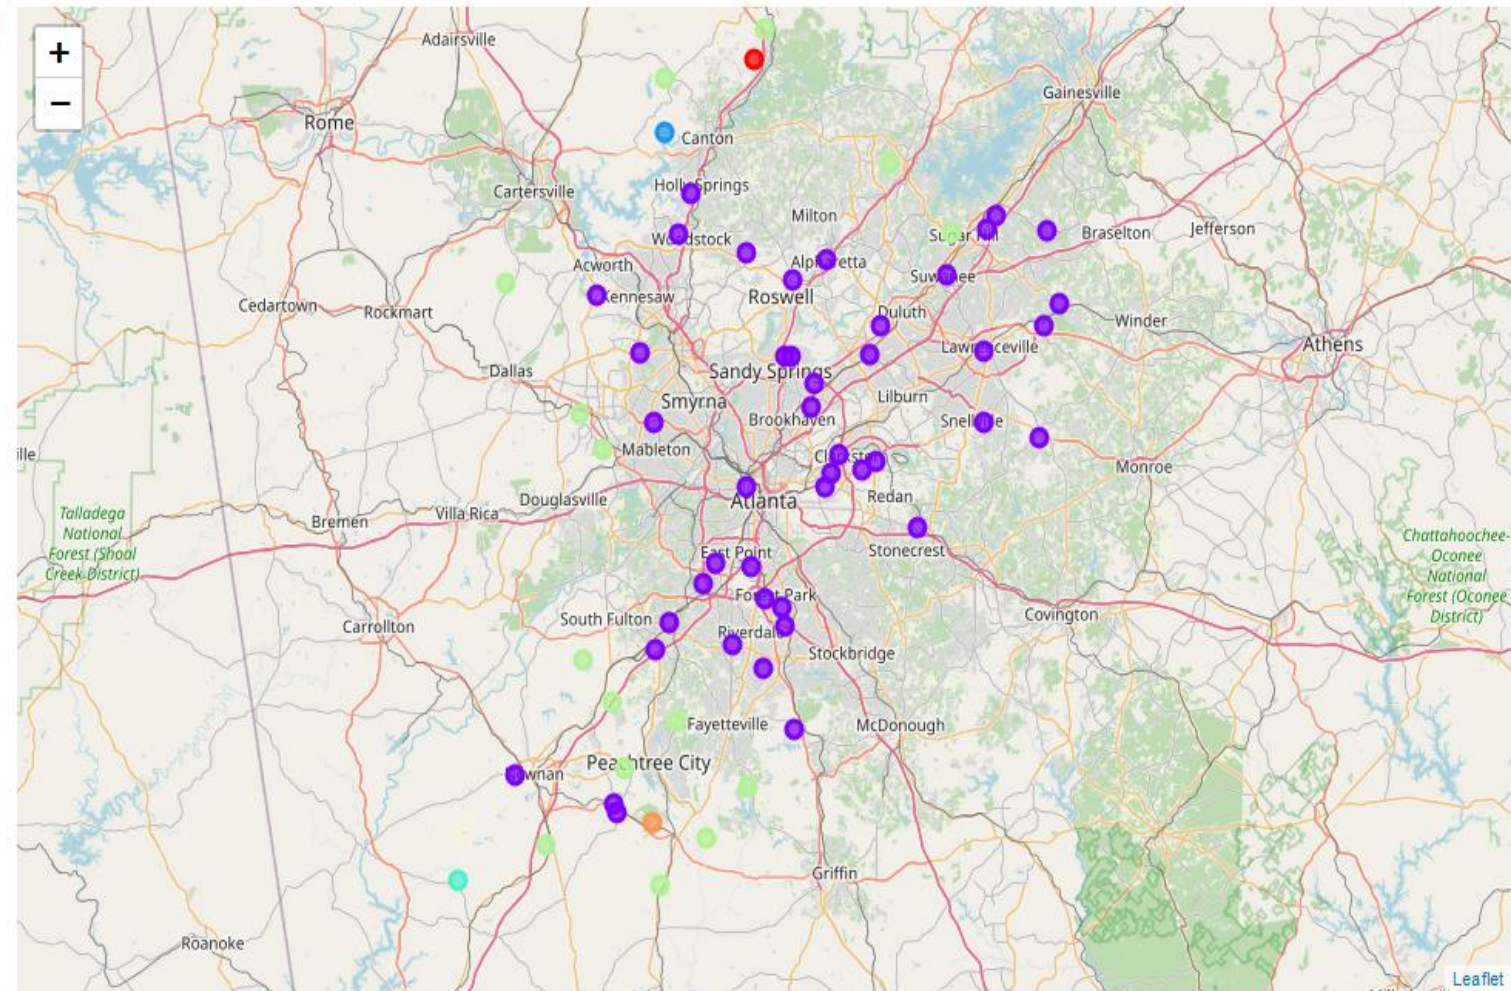 +
−
Adairsville
Gainesville
Rome
Canton
Cartersville
Holly Springs
Milton
Jefferson
Braselton
Woodstock
Sugar Hill
Acworth
Alpharetta
Suwanee
Kennesaw
Roswell
Cedartown
Rockmart
Duluth
Winder
Athens
Lawrenceville
Dallas
Sandy Springs
Smyrna
Lilburn
Brookhaven
Snellville
Mableton
ille
Clarkston
Monroe
Redan
Douglasville
Atlanta
Villa Rica
Bremen
Talladega
National
Forest (Shoal
Creek District)
Chattahoochee-
Oconee
National
Forest (Oconee
District)
East Point
Stonecrest
Forest Park
Covington
South Fulton
Carrollton
Riverdale
Stockbridge
Fayetteville
McDonough
Peachtree City
Newnan
Griffin
Roanoke
Leaflet